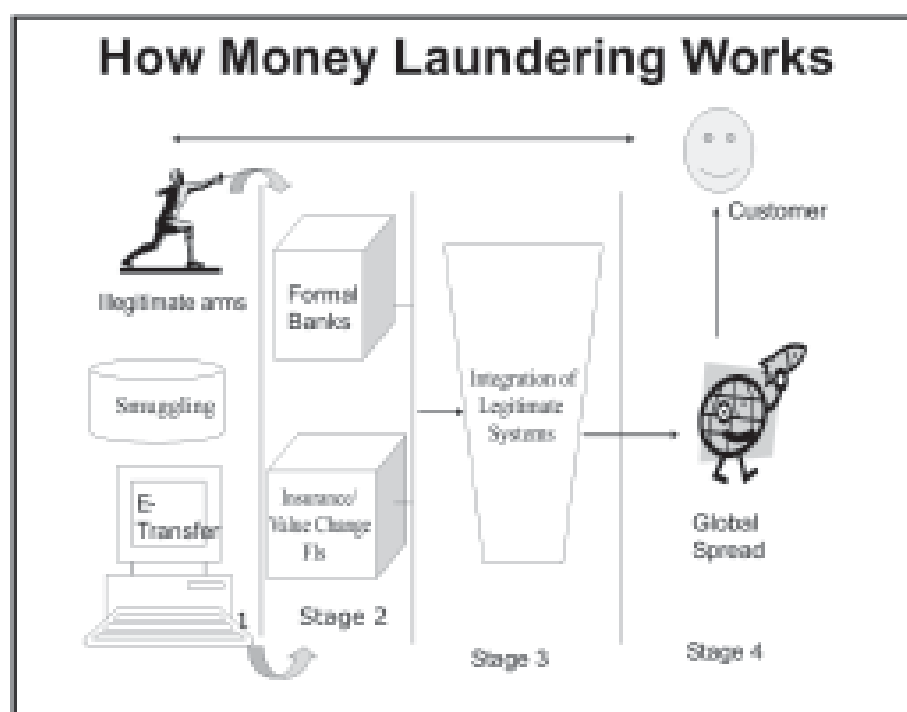 How Money Laundering Works
Customer
Illegitimate arms
Formal
Banks
Smuggling
Integration of
Legitimate
Systems
E-
Transfer
Insurance/
Value Change
FIs
Global
Spread
1
Stage 2
Stage 3
Stage 4